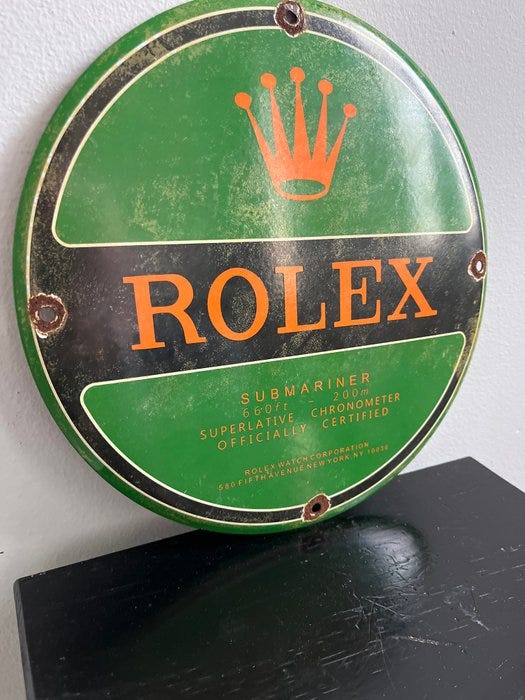 ROLEX
SUBMARINER
660ft - 200m
SUPERLATIVE CHRONOMETER
OFFICIALLY CERTIFIED
ROLEX WATCH CORPORATION
580 FIFTH AVENUE NEW YORK. NY 10036